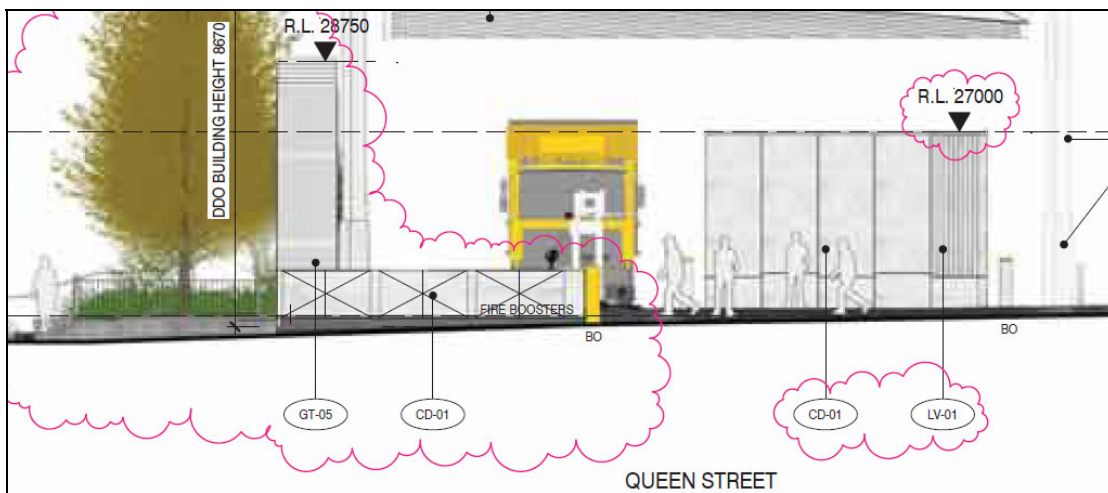 R.L. 28750
DDO BUILDING HEIGHT 8670
R.L. 27000
FIRE BOOSTERS
BO
BO
GT-05
CD-01
CD-01
LV-01
QUEEN STREET